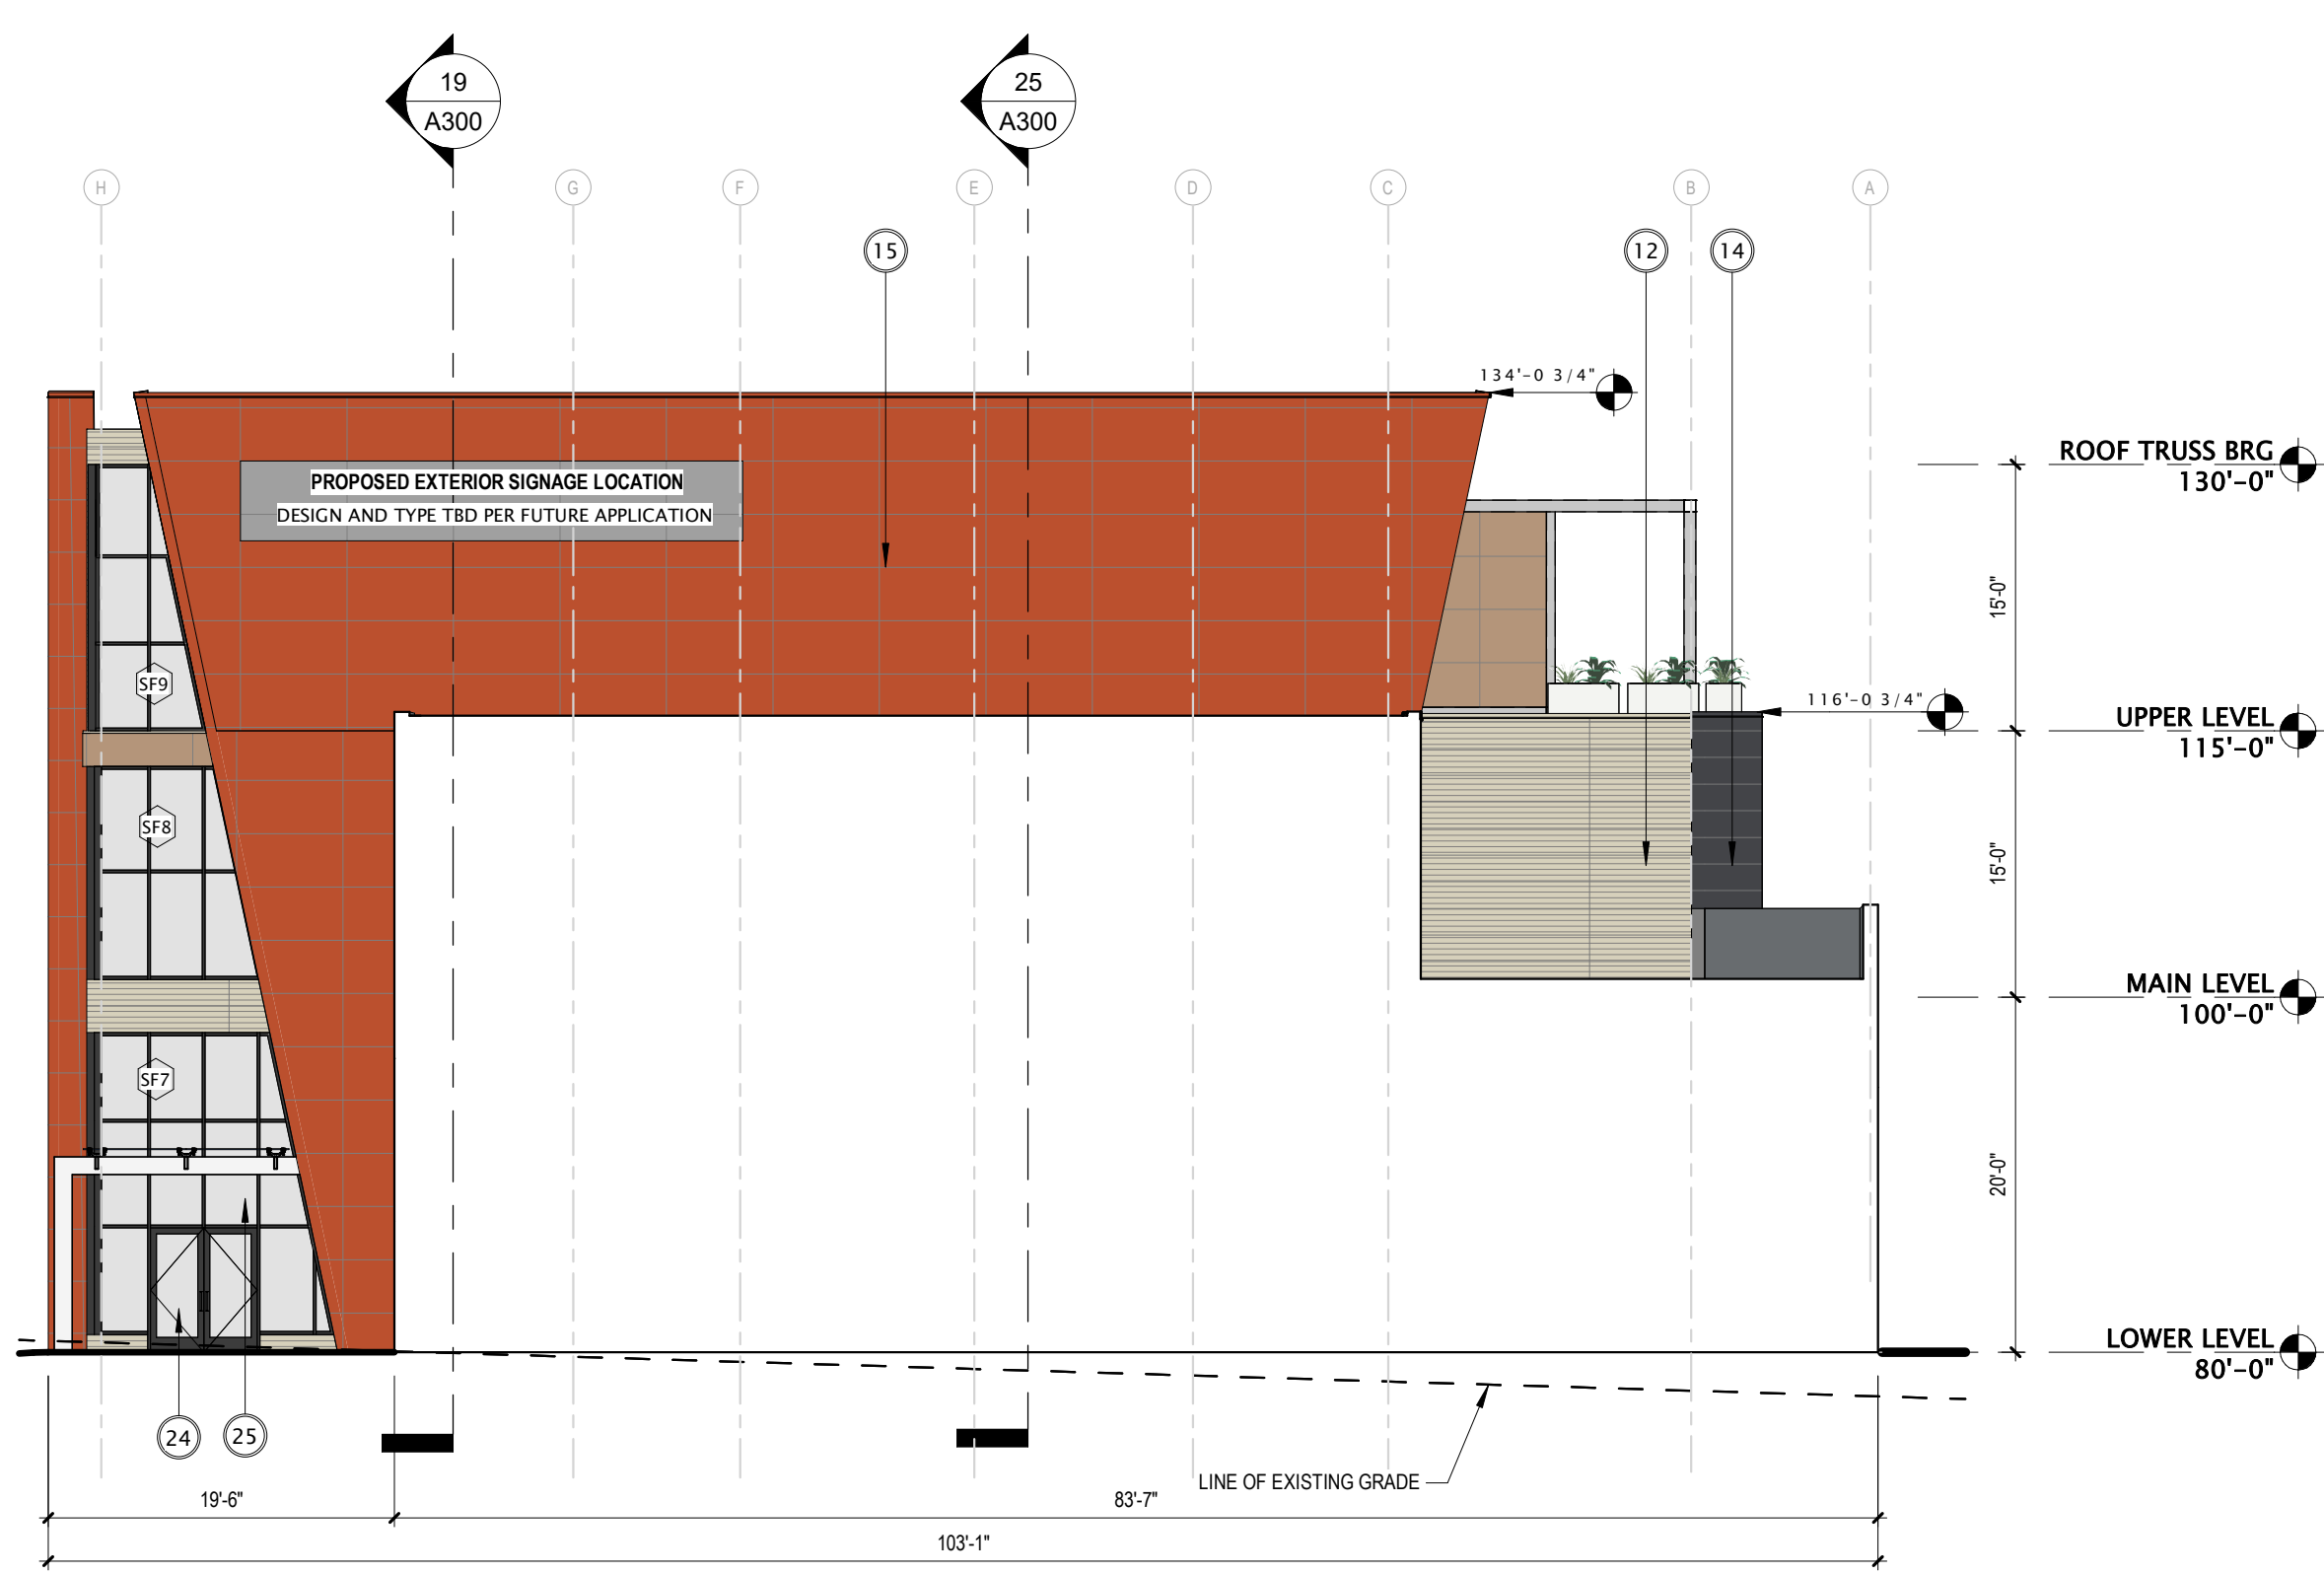 19
A300
25
A300
H
G
F
E
D
C
B
A
15
12
14
134'-0 3/4"
ROOF TRUSS BRG
130'-0"
PROPOSED EXTERIOR SIGNAGE LOCATION
DESIGN AND TYPE TBD PER FUTURE APPLICATION
15'-0"
SF9
116'-0 3/4"
UPPER LEVEL
115'-0"
SF8
15'-0"
MAIN LEVEL
100'-0"
SF7
20'-0"
LOWER LEVEL
80'-0"
24
25
LINE OF EXISTING GRADE
19'-6"
83'-7"
103'-1"